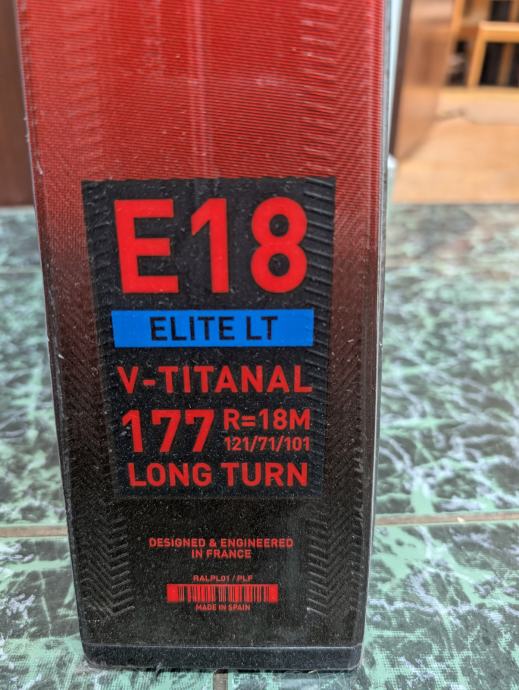 E18
ELITE LT
V-TITANAL
177 R=18M
121/71/101
LONG TURN
DESIGNED & ENGINEERED
IN FRANCE
RALPL01 / PLF
MADE IN SPAIN